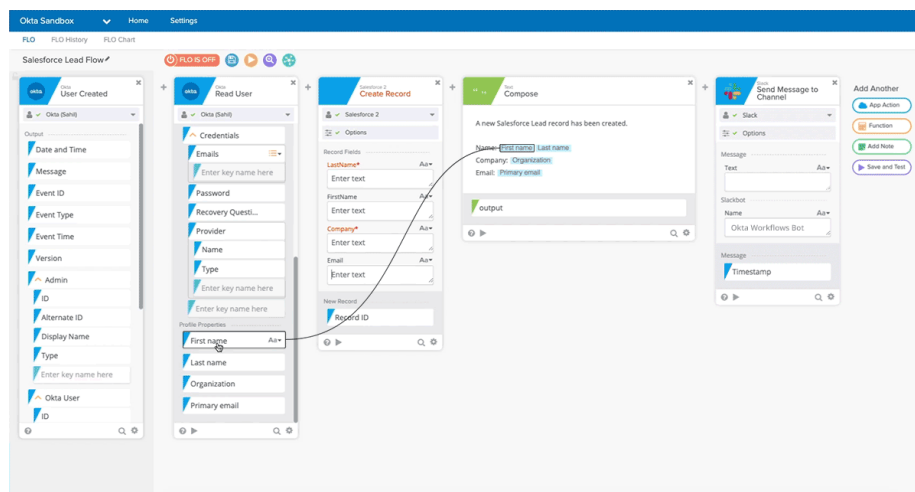 Okta Sandbox
Home
Settings
FLO
FLO History
FLO Chart
Salesforce Lead Flow
FLO IS OFF
okta
Okta
User Created
Okta (Sahil)
Output
Date and Time
Message
Event ID
Event Type
Event Time
Version
Admin
ID
Alternate ID
Display Name
Type
Enter key name here
Okta User
ID
okta
Okta
Read User
Okta (Sahil)
Credentials
Emails
Enter key name here
Password
Recovery Questi...
Provider
Name
Type
Enter key name here
Enter key name here
Profile Properties
First name
Aa
Last name
Organization
Primary email
Salesforce 2
Create Record
Salesforce 2
Options
Record Fields
LastName*
Aa
Enter text
FirstName
Aa
Enter text
Company*
Aa
Enter text
Email
Aa
Enter text
New Record
Record ID
Text
Compose
A new Salesforce Lead record has been created.
Name: First name Last name
Company: Organization
Email: Primary email
output
Slack
Send Message to
Channel
Slack
Options
Message
Text
Aa
Slackbot
Name
Aa
Okta Workflows Bot
Message
Timestamp
Add Another
App Action
Function
Add Note
Save and Test